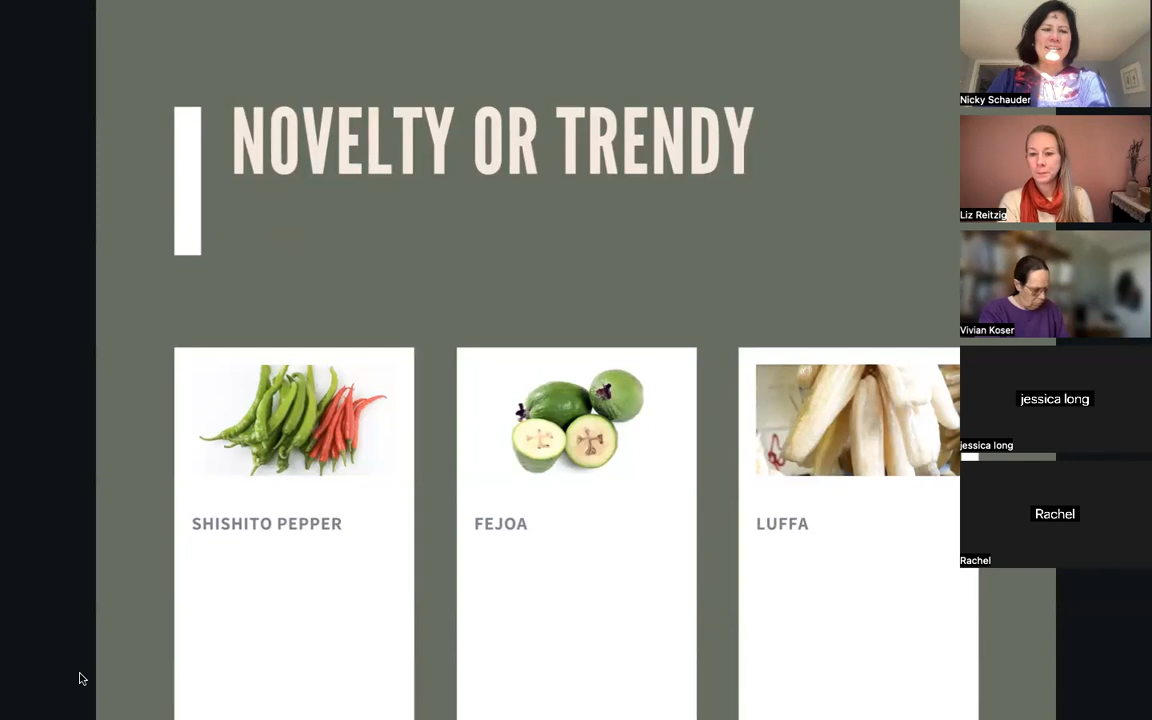 NOVELTY OR TRENDY
SHISHITO PEPPER
FEJOA
LUFFA
Nicky Schauder
Liz Reitzig
Vivian Koser
jessica long
jessica long
Rachel
Rachel